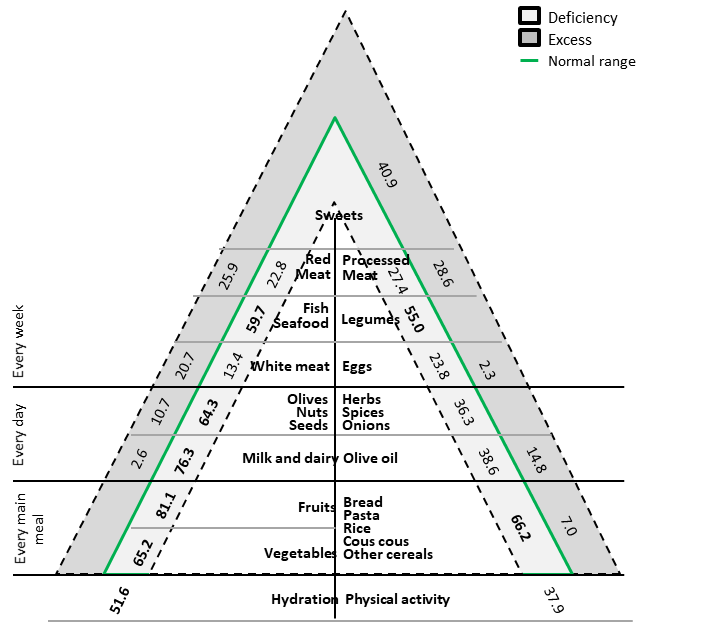 Deficiency
Excess
Normal range
40.9
Sweets
25.9
22.8
Red
Meat
Processed
Meat
27.4
28.6
Every week
59.7
Fish
Seafood
Legumes
55.0
20.7
13.4
White meat
Eggs
23.8
2.3
Every day
10.7
64.3
Olives
Nuts
Seeds
Herbs
Spices
Onions
36.3
2.6
76.3
Milk and dairy
Olive oil
38.6
14.8
Every main
meal
81.1
Fruits
65.2
Vegetables
Bread
Pasta
Rice
Cous cous
Other cereals
66.2
7.0
51.6
Hydration
Physical activity
37.9